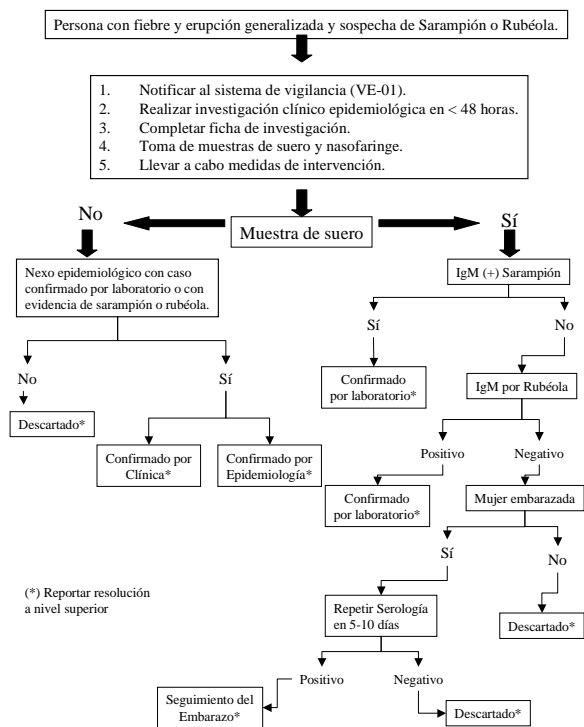 Persona con fiebre y erupción generalizada y sospecha de Sarampión o Rubéola.
1. Notificar al sistema de vigilancia (VE-01).
2. Realizar investigación clínico epidemiológica en < 48 horas.
3. Completar ficha de investigación.
4 Toma de muestras de suero y nasofaringe.
5 Llevar a cabo medidas de intervención.
No
Muestra de suero
Sí
Nexo epidemiológico con caso
confirmado por laboratorio o con
evidencia de sarampión o rubéola.
IgM (+) Sarampión
No
Sí
Sí
No
Descartado*
Confirmado por
Clínica*
Confirmado por
Epidemiología*
Confirmado
por laboratorio*
IgM por Rubéola
Positivo
Negativo
Confirmado
por laboratorio*
Mujer embarazada
Sí
No
(*) Reportar resolución
a nivel superior
Repetir Serología
en 5-10 días
Descartado*
Positivo
Negativo
Seguimiento del
Embarazo*
Descartado*